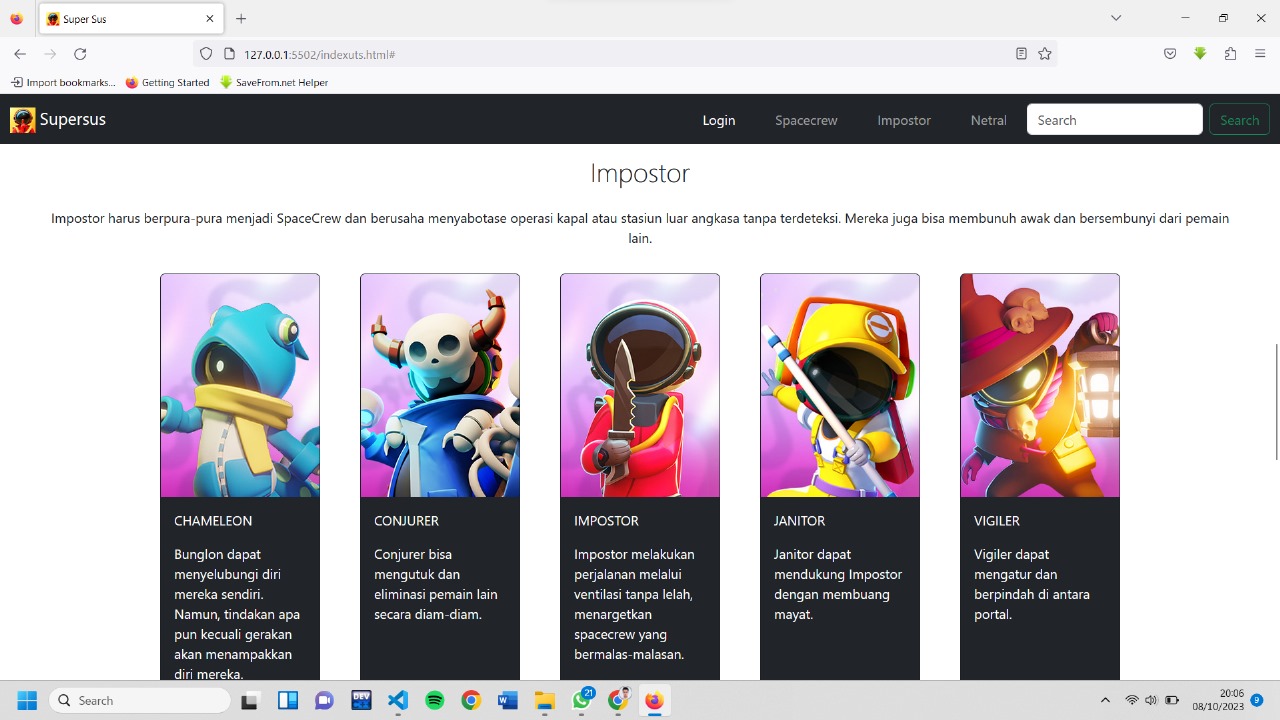 Super Sus
127.0.0.1:5502/indexuts.html#
Import bookmarks...
Getting Started
SaveFrom.net Helper
Supersus
Login
Spacecrew
Impostor
Netral
Search
Search
Impostor
Impostor harus berpura-pura menjadi SpaceCrew dan berusaha menyabotase operasi kapal atau stasiun luar angkasa tanpa terdeteksi. Mereka juga bisa membunuh awak dan bersembunyi dari pemain
lain.
CHAMELEON
Bunglon dapat
menyelubungi diri
mereka sendiri.
Namun, tindakan apa
pun kecuali gerakan
akan menampakkan
diri mereka.
CONJURER
Conjurer bisa
mengutuk dan
eliminasi pemain lain
secara diam-diam.
IMPOSTOR
Impostor melakukan
perjalanan melalui
ventilasi tanpa lelah,
menargetkan
spacecrew yang
bermalas-malasan.
JANITOR
Janitor dapat
mendukung Impostor
dengan membuang
mayat.
VIGILER
Vigiler dapat
mengatur dan
berpindah di antara
portal.
Search
DEV
21
20:06
08/10/2023
9